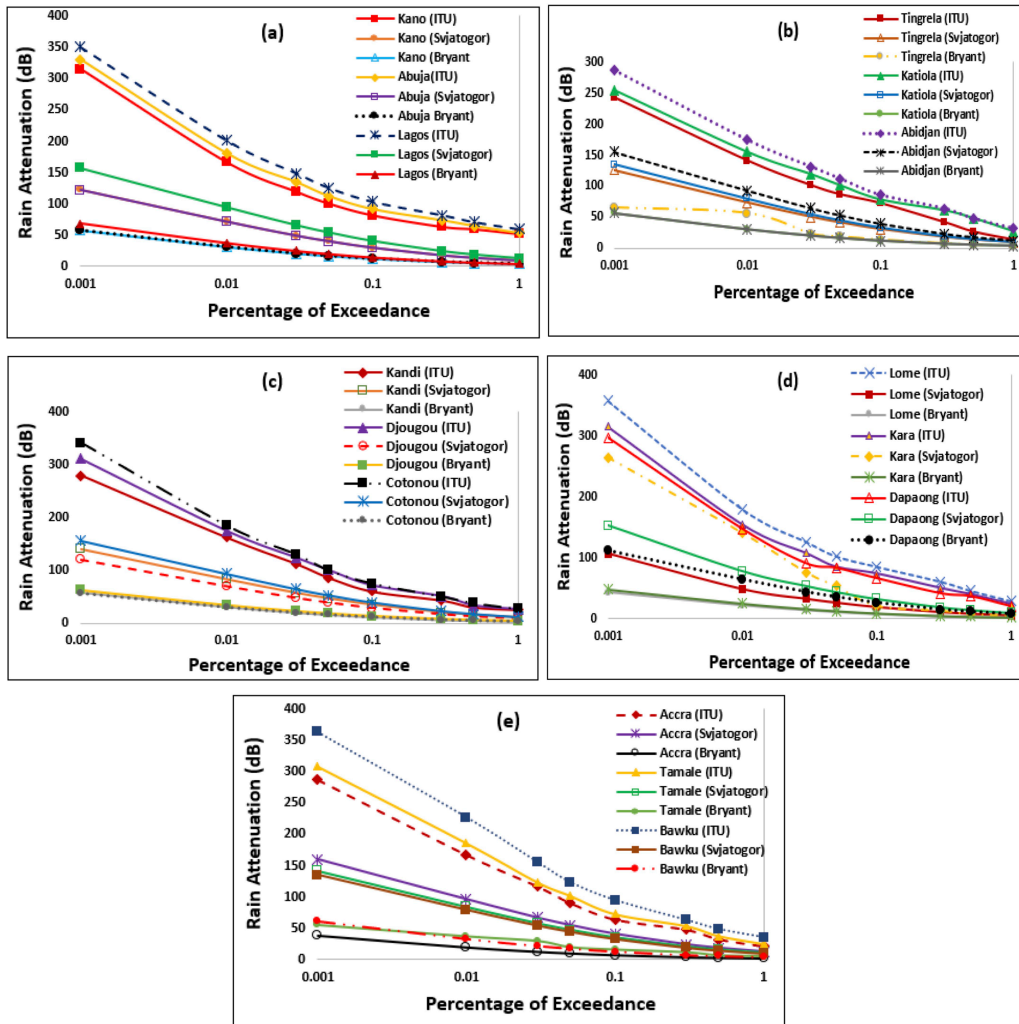 (a)
Rain Attenuation (dB)
400
350
300
250
200
150
100
50
0
0.001
0.01
0.1
1
Percentage of Exceedance
Kano (ITU)
Kano (Svjatogor)
Kano (Bryant
Abuja(ITU)
Abuja (Svjatogor)
Abuja Bryant)
Lagos (ITU)
Lagos (Svjatogor)
Lagos (Bryant)
(b)
Rain Attenuation (dB)
300
250
200
150
100
50
0
0.001
0.01
0.1
1
Percentage of Exceedance
Tingrela (ITU)
Tingrela (Svjatogor)
Tingrela (Bryant)
Katiola (ITU)
Katiola (Svjatogor)
Katiola (Bryant)
Abidjan (ITU)
Abidjan (Svjatogor)
Abidjan (Bryant)
(c)
Rain Attenuation (dB)
400
300
200
100
0
0.001
0.01
0.1
1
Percentage of Exceedance
Kandi (ITU)
Kandi (Svjatogor)
Kandi (Bryant)
Djougou (ITU)
Djougou (Svjatogor)
Djougou (Bryant)
Cotonou (ITU)
Cotonou (Svjatogor)
Cotonou (Bryant)
(d)
Rain Attenuation (dB)
400
300
200
100
0
0.001
0.01
0.1
1
Percentage of Exceedance
Lome (ITU)
Lome (Svjatogor)
Lome (Bryant)
Kara (ITU)
Kara (Svjatogor)
Kara (Bryant)
Dapaong (ITU)
Dapaong (Svjatogor)
Dapaong (Bryant)
(e)
Rain Attenuation (dB)
400
350
300
250
200
150
100
50
0
0.001
0.01
0.1
1
Percentage of Exceedance
Accra (ITU)
Accra (Svjatogor)
Accra (Bryant)
Tamale (ITU)
Tamale (Svjatogor)
Tamale (Bryant)
Bawku (ITU)
Bawku (Svjatogor)
Bawku (Bryant)